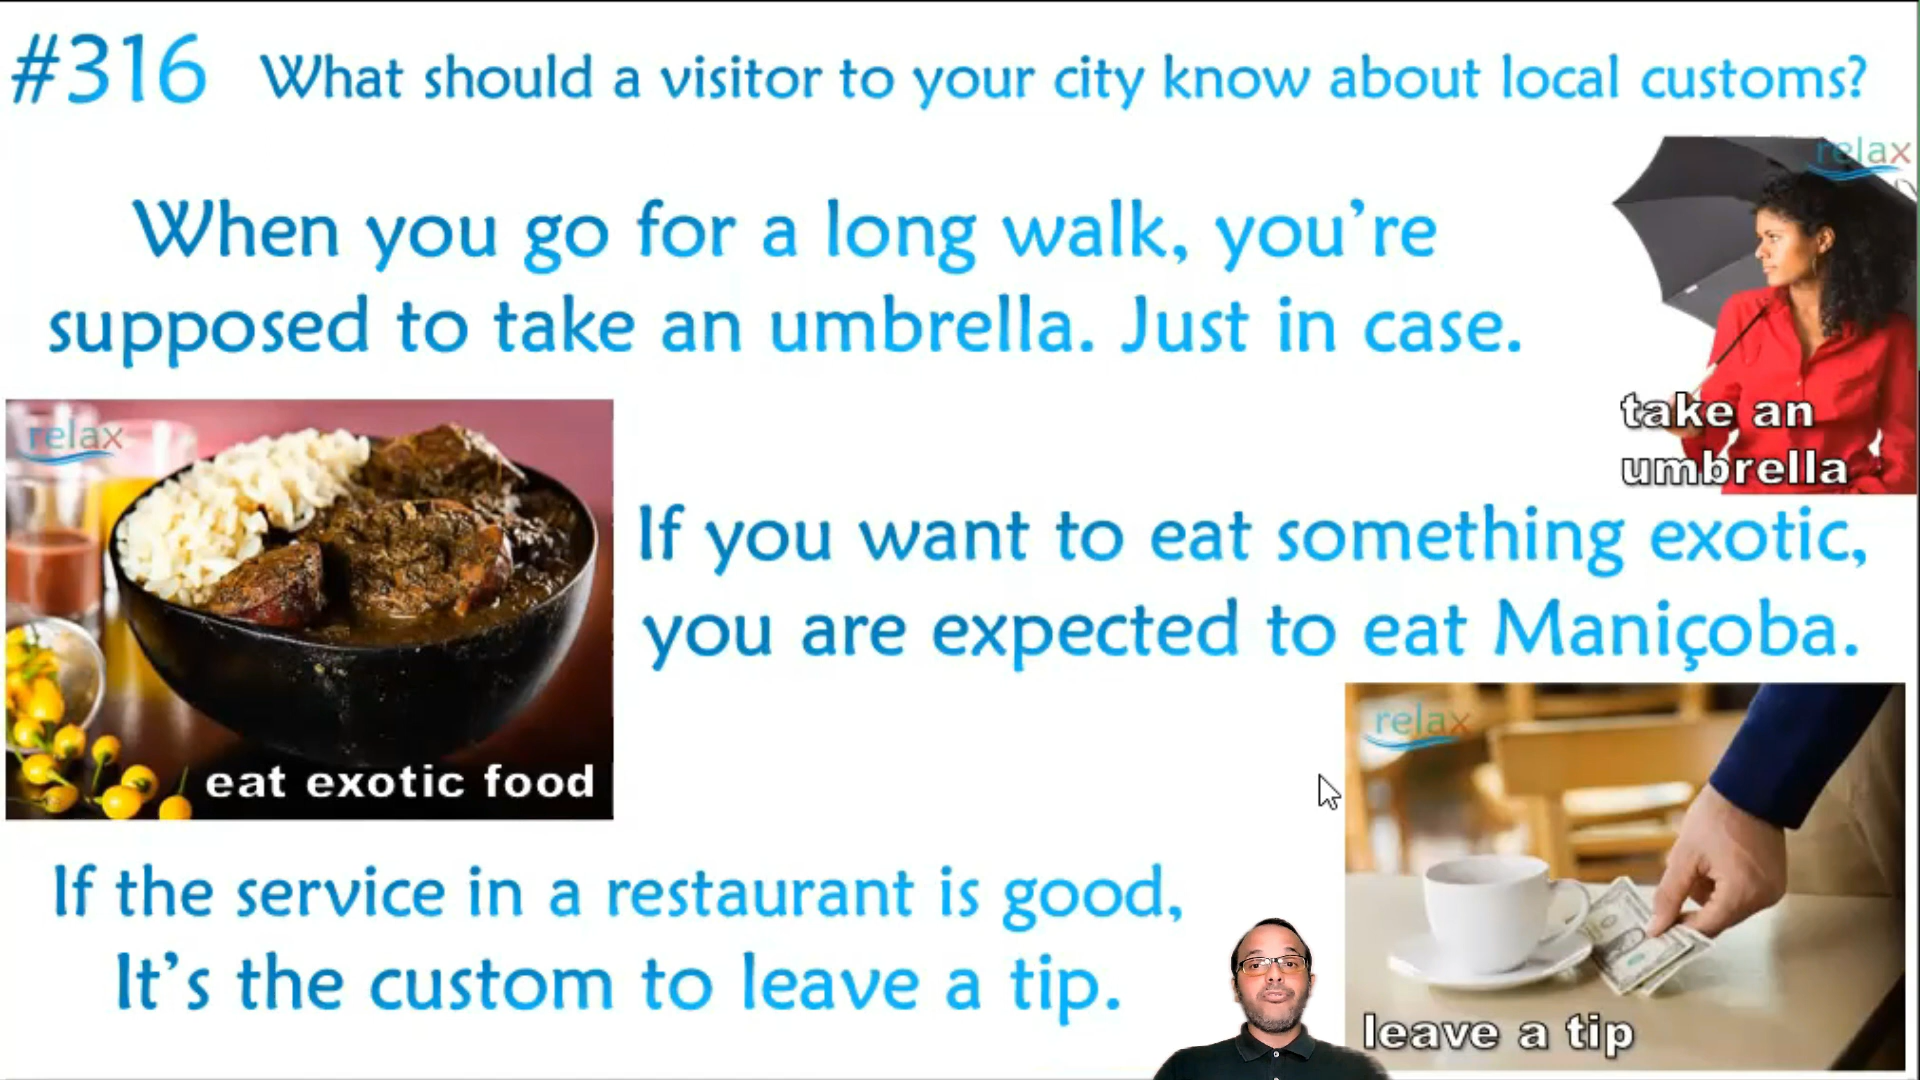 #316 What should a visitor to your city know about local customs?
relax
When you go for a long walk, you’re
supposed to take an umbrella. Just in case.
take an
umbrella
relax
eat exotic food
If you want to eat something exotic,
you are expected to eat Maniçoba.
relax
If the service in a restaurant is good,
It’s the custom to leave a tip.
leave a tip